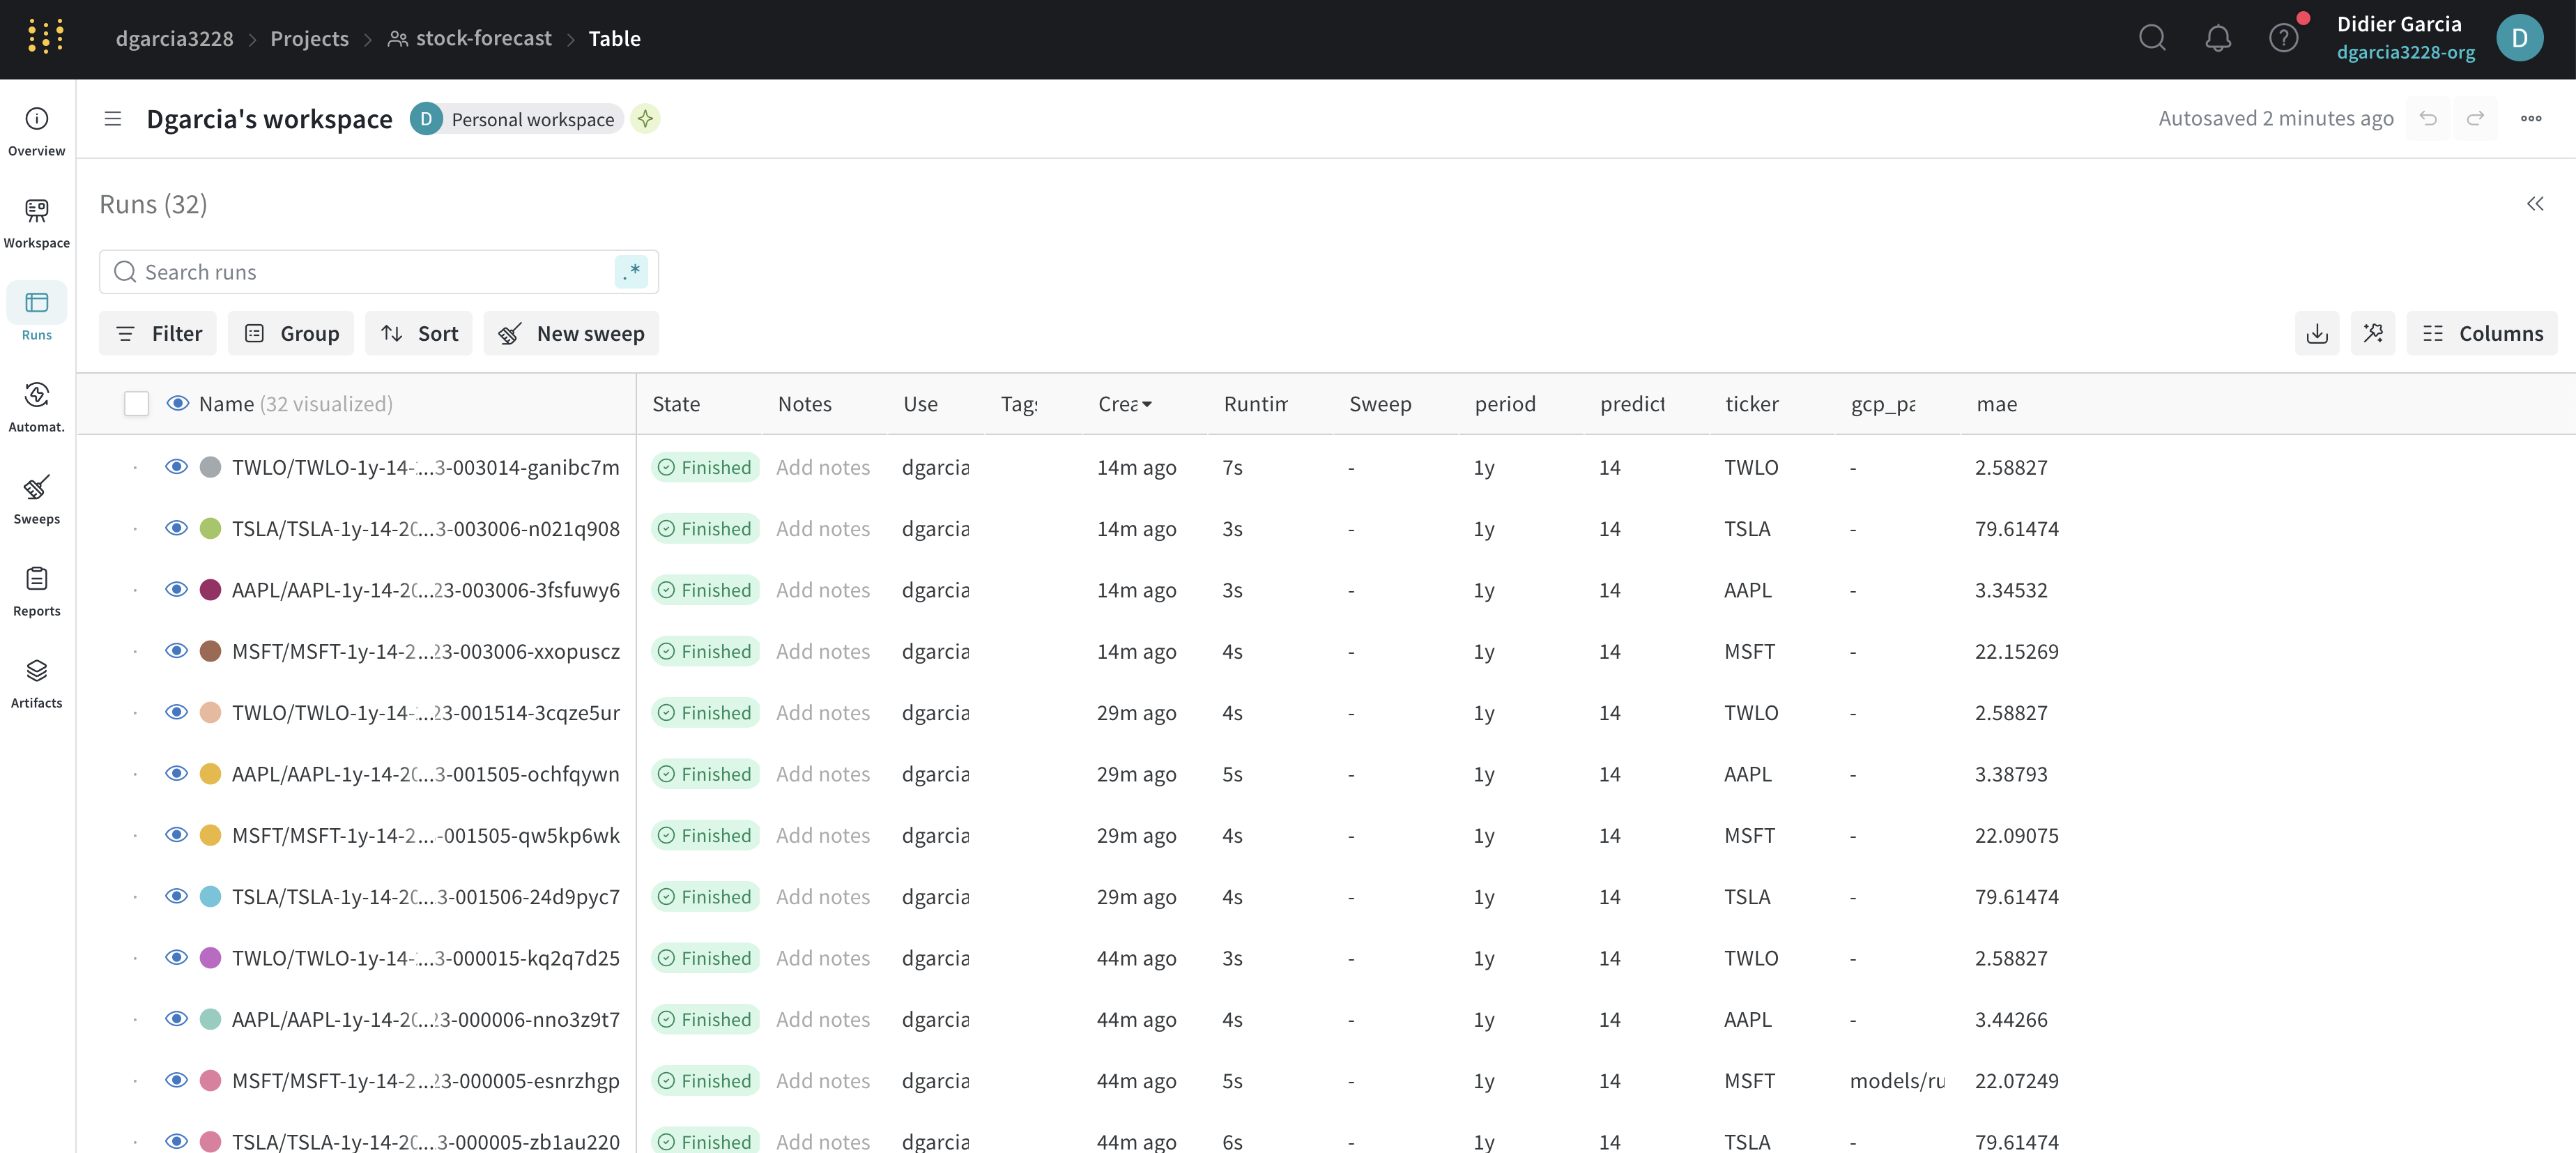 dgarcia3228 > Projects > stock-forecast > Table
Didier Garcia
dgarcia3228-org
D
Overview
Workspace
Runs
Automat.
Sweeps
Reports
Artifacts
Dgarcia's workspace D Personal workspace
Autosaved 2 minutes ago
Runs (32)
Search runs .*
Filter Group Sort New sweep Columns
Name (32 visualized) State Notes Use Tags Crea Runtim Sweep period predict ticker gcp_pa mae
TWLO/TWLO-1y-14-...3-003014-ganibc7m Finished Add notes dgarcia 14m ago 7s - 1y 14 TWLO - 2.58827
TSLA/TSLA-1y-14-20...3-003006-n021q908 Finished Add notes dgarcia 14m ago 3s - 1y 14 TSLA - 79.61474
AAPL/AAPL-1y-14-20...23-003006-3fsfuwy6 Finished Add notes dgarcia 14m ago 3s - 1y 14 AAPL - 3.34532
MSFT/MSFT-1y-14-2...23-003006-xxopuscz Finished Add notes dgarcia 14m ago 4s - 1y 14 MSFT - 22.15269
TWLO/TWLO-1y-14-...23-001514-3cqze5ur Finished Add notes dgarcia 29m ago 4s - 1y 14 TWLO - 2.58827
AAPL/AAPL-1y-14-20...3-001505-ochfqywn Finished Add notes dgarcia 29m ago 5s - 1y 14 AAPL - 3.38793
MSFT/MSFT-1y-14-2...-001505-qw5kp6wk Finished Add notes dgarcia 29m ago 4s - 1y 14 MSFT - 22.09075
TSLA/TSLA-1y-14-20...3-001506-24d9pyc7 Finished Add notes dgarcia 29m ago 4s - 1y 14 TSLA - 79.61474
TWLO/TWLO-1y-14-...3-000015-kq2q7d25 Finished Add notes dgarcia 44m ago 3s - 1y 14 TWLO - 2.58827
AAPL/AAPL-1y-14-20...23-000006-nno3z9t7 Finished Add notes dgarcia 44m ago 4s - 1y 14 AAPL - 3.44266
MSFT/MSFT-1y-14-2...23-000005-esnrzhgp Finished Add notes dgarcia 44m ago 5s - 1y 14 MSFT models/ru 22.07249
TSLA/TSLA-1y-14-20...3-000005-zb1au220 Finished Add notes dgarcia 44m ago 6s - 1y 14 TSLA - 79.61474